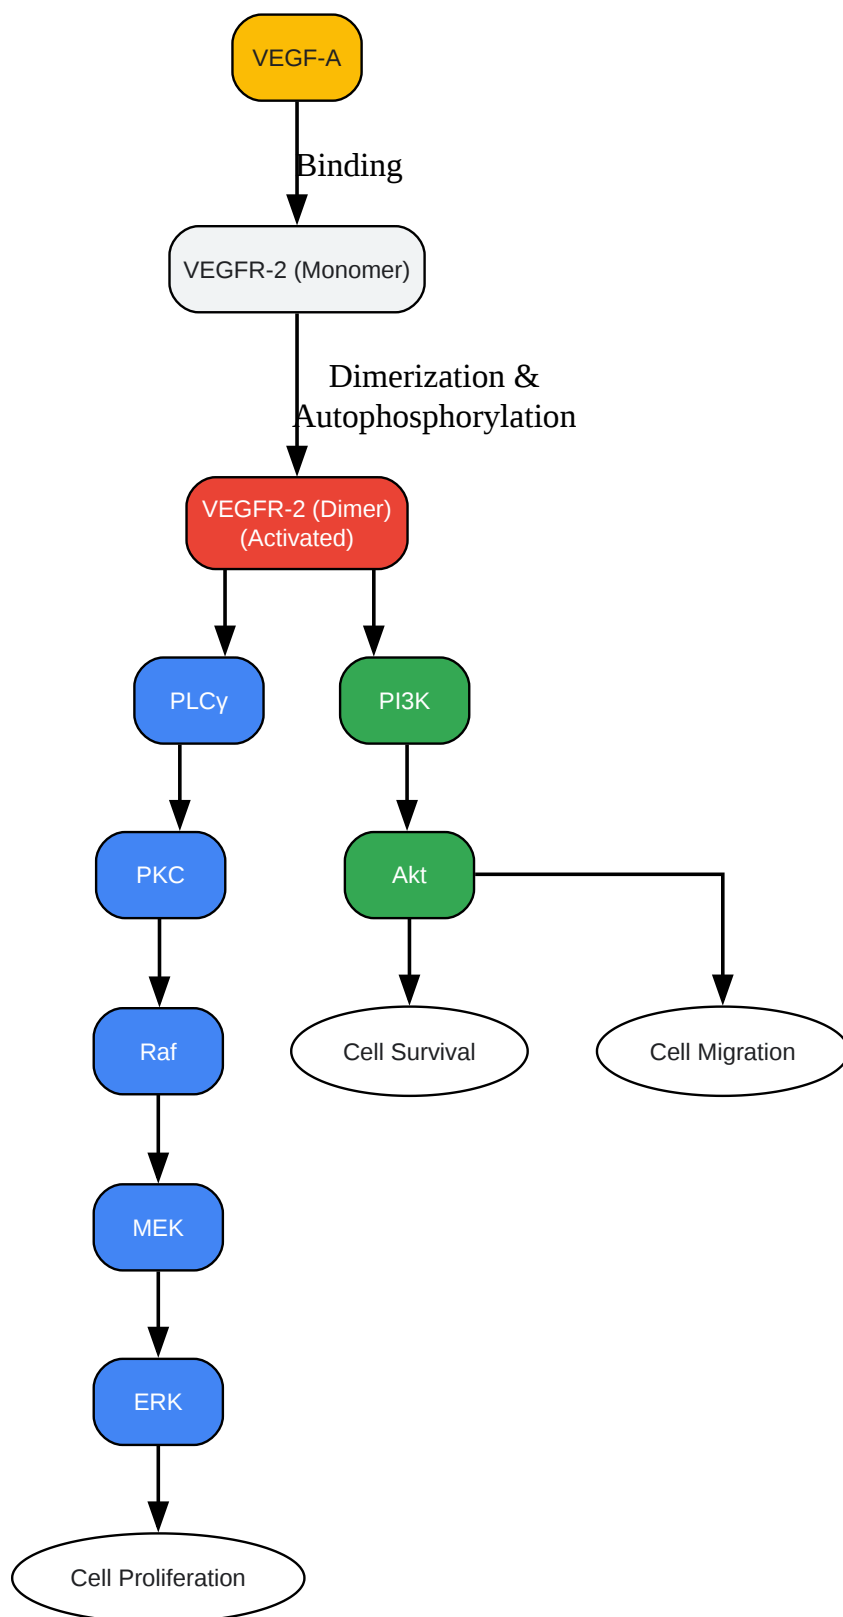 VEGF-A
Binding
VEGFR-2 (Monomer)
Dimerization &
Autophosphorylation
VEGFR-2 (Dimer)
(Activated)
PLCγ
PI3K
PKC
Akt
Raf
Cell Survival
Cell Migration
MEK
ERK
Cell Proliferation